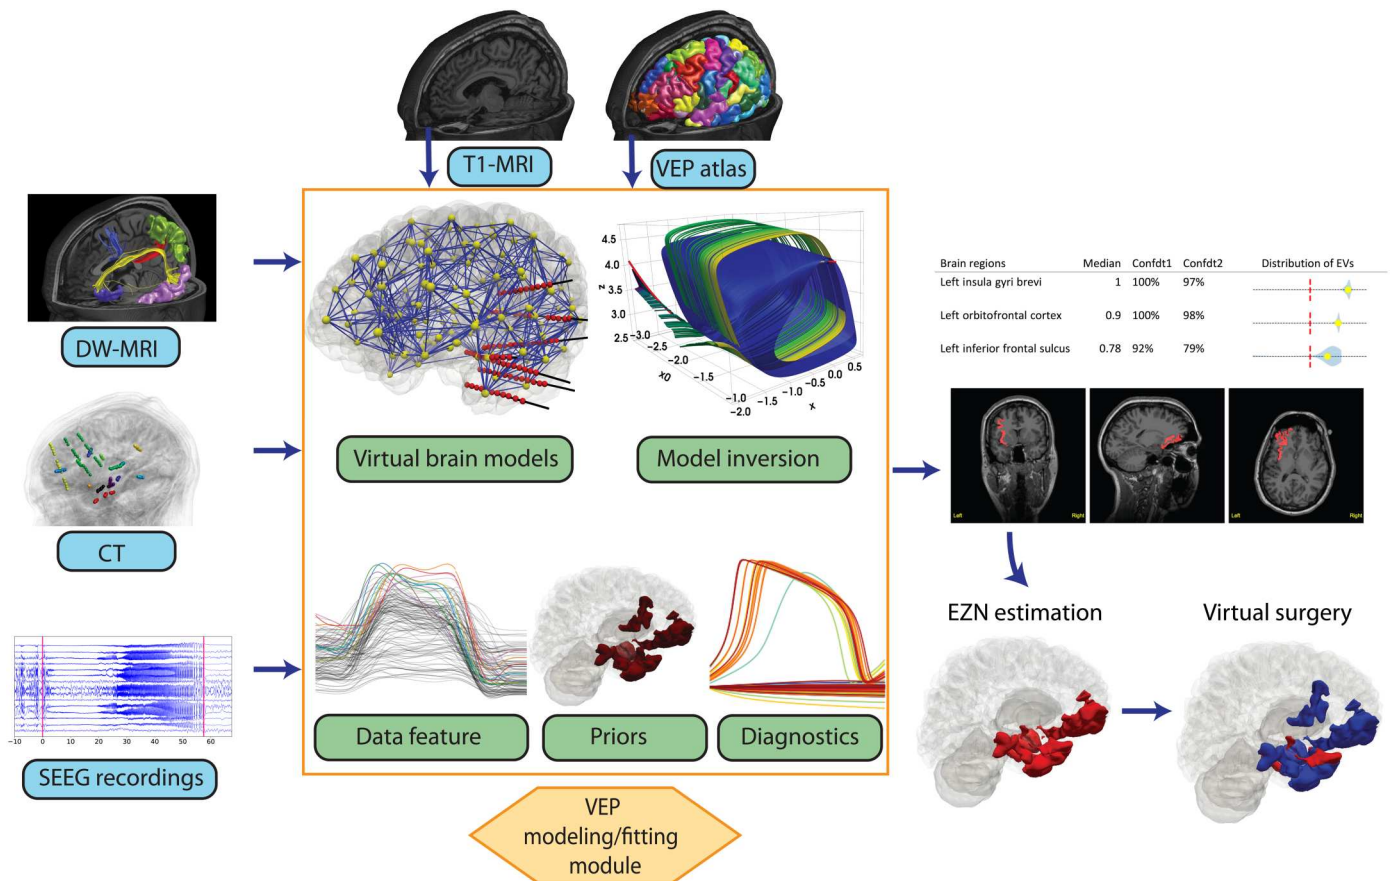 T1-MRI
VEP atlas
DW-MRI
CT
-10 0 10 20 30 40 50 60
SEEG recordings
4.5
4.0
z
3.5
3.0
2.5
-3.0
-2.5
-2.0
x0
-1.5
-1.0
-2.0
-1.5
-1.0
x
-0.5
0.0
0.5
Virtual brain models
Model inversion
Data feature
Priors
Diagnostics
VEP
modeling/fitting
module
Brain regions Median Confdt1 Confdt2 Distribution of EVs
Left insula gyri brevi 1 100% 97%
Left orbitofrontal cortex 0.9 100% 98%
Left inferior frontal sulcus 0.78 92% 79%
Left Right
Left Right
EZN estimation
Virtual surgery